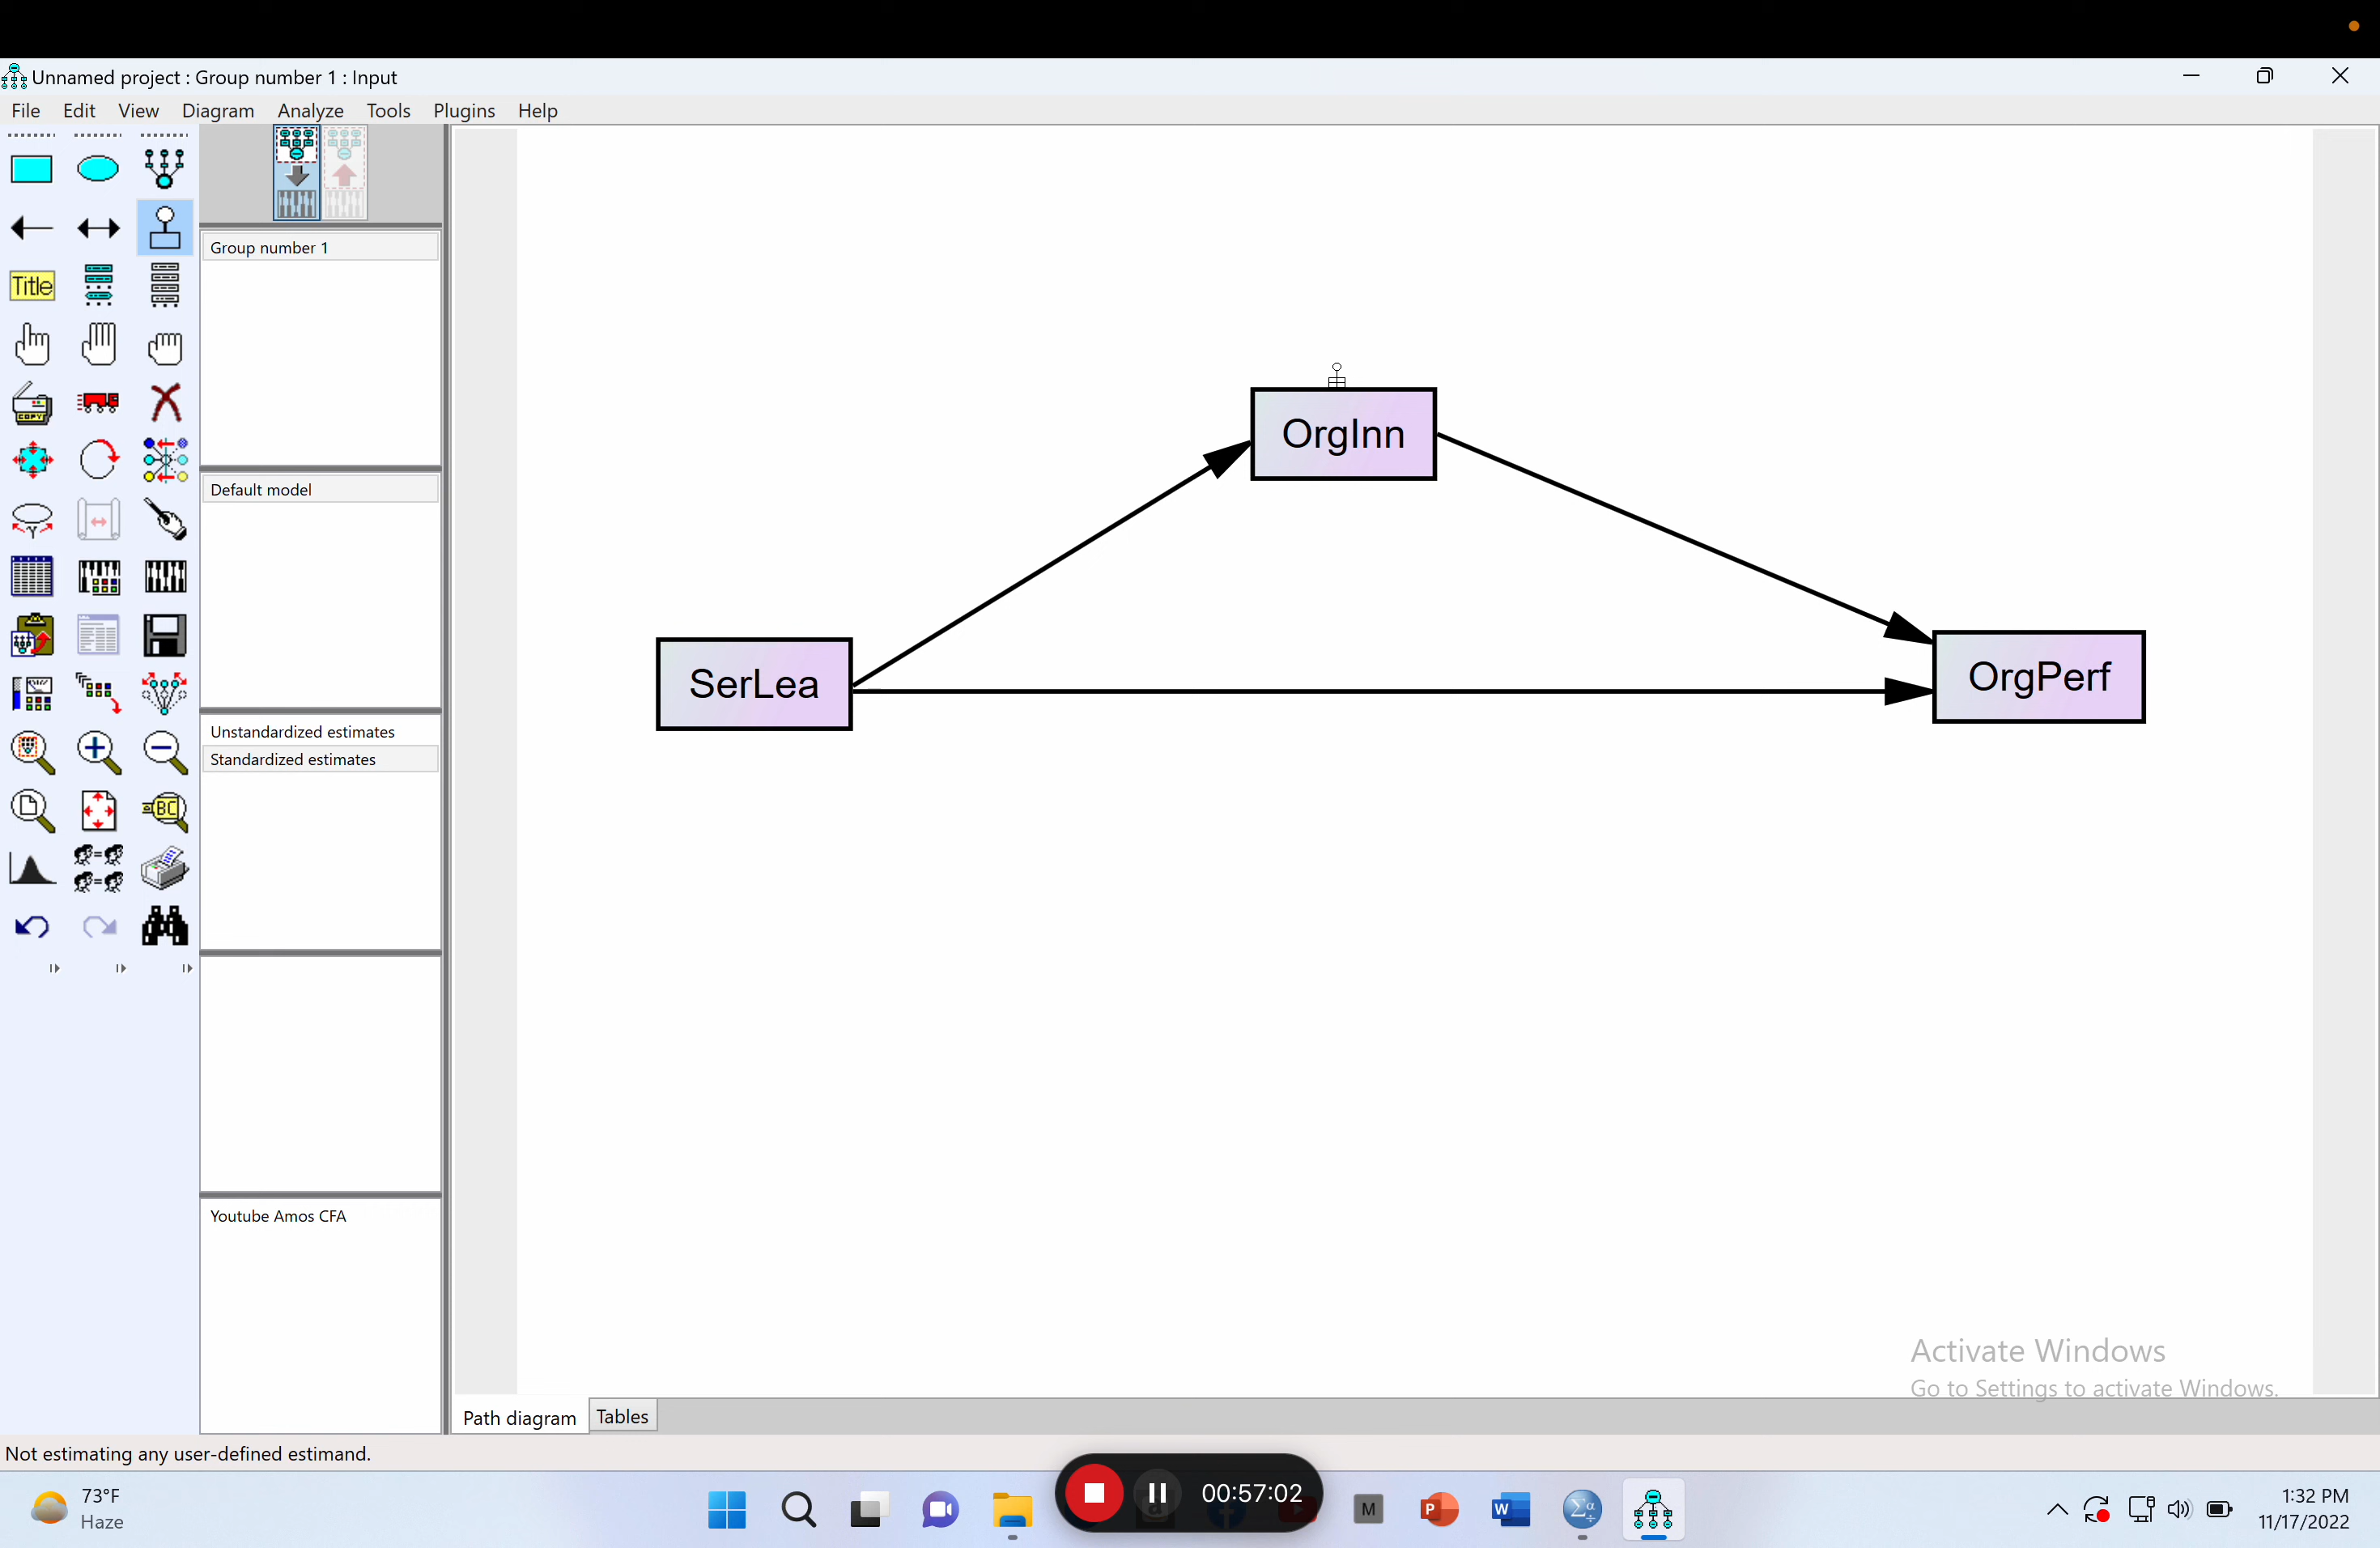 Unnamed project : Group number 1 : Input
File Edit View Diagram Analyze Tools Plugins Help
Title
COPY
BC
Group number 1
Default model
Unstandardized estimates
Standardized estimates
Youtube Amos CFA
OrgInn
SerLea
OrgPerf
Activate Windows
Go to Settings to activate Windows.
Path diagram Tables
Not estimating any user-defined estimand.
73°F
Haze
00:57:02
M
P
W
Σα
1:32 PM
11/17/2022